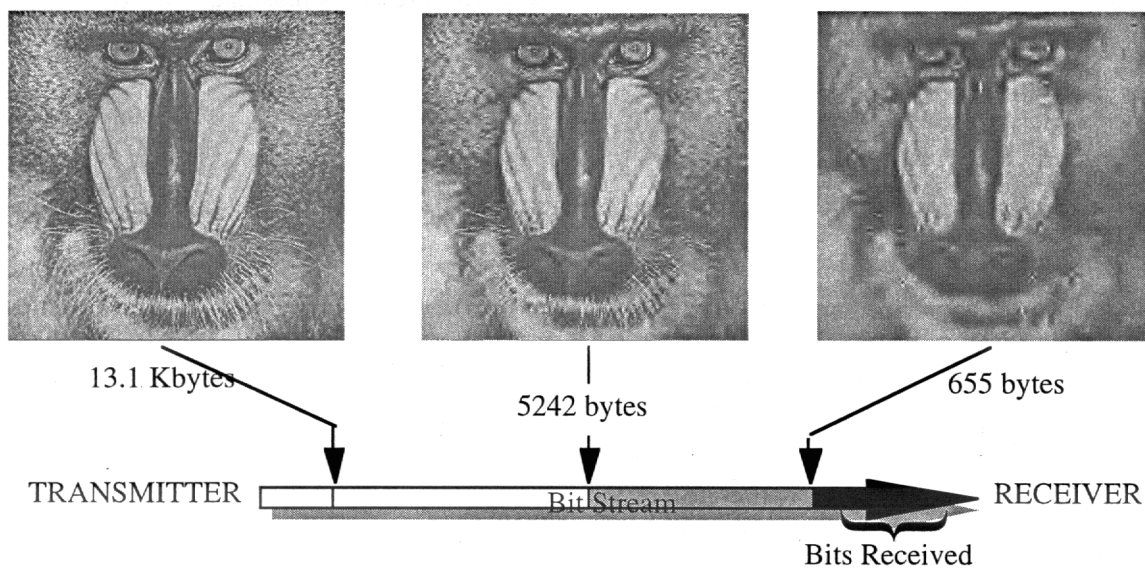 13.1 Kbytes
5242 bytes
655 bytes
TRANSMITTER
Bit Stream
RECEIVER
Bits Received